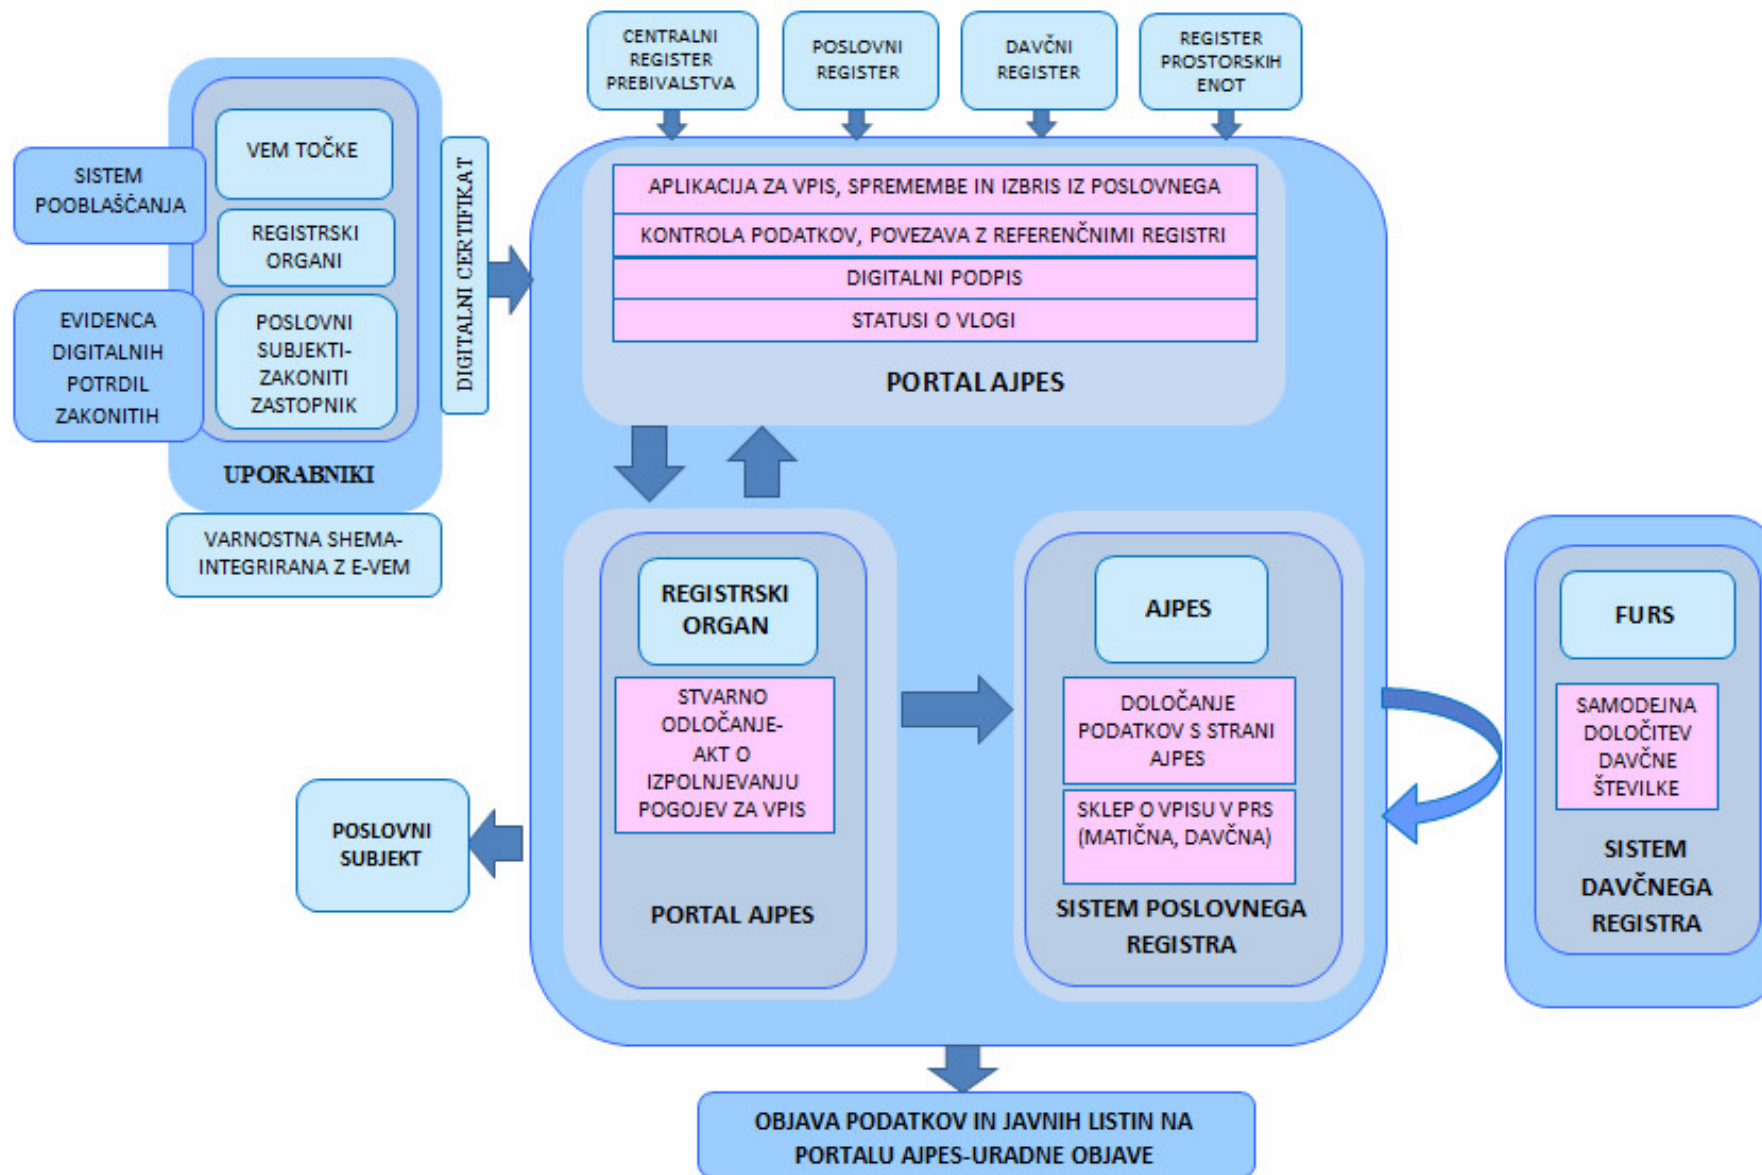 CENTRALNI
REGISTER
PREBIVALSTVA
POSLOVNI
REGISTER
DAVČNI
REGISTER
REGISTER
PROSTORSKIH
ENOT
SISTEM
POOBLAŠČANJA
EVIDENCA
DIGITALNIH
POTRDIL
ZAKONITIH
VEM TOČKE
REGISTRSKI
ORGANI
POSLOVNI
SUBJEKTI-
ZAKONITI
ZASTOPNIK
UPORABNIKI
VARNOSTNA SHEMA-
INTEGRIRANA Z E-VEM
DIGITALNI CERTIFIKAT
APLIKACIJA ZA VPIS, SPREMEMBE IN IZBRIS IZ POSLOVNEGA
KONTROLA PODATKOV, POVEZAVA Z REFERENČNIMI REGISTRI
DIGITALNI PODPIS
STATUSI O VLOGI
PORTAL AJPES
REGISTRSKI
ORGAN
STVARNO
ODLOČANJE-
AKT O
IZPOLNJEVANJU
POGOJEV ZA VPIS
PORTAL AJPES
AJPES
DOLOČANJE
PODATKOV S STRANI
AJPES
SKLEP O VPISU V PRS
(MATIČNA, DAVČNA)
SISTEM POSLOVNEGA
REGISTRA
FURS
SAMODEJNA
DOLOČITEV
DAVČNE
ŠTEVILKE
SISTEM
DAVČNEGA
REGISTRA
POSLOVNI
SUBJEKT
OBJAVA PODATKOV IN JAVNIH LISTIN NA
PORTALU AJPES-URADNE OBJAVE